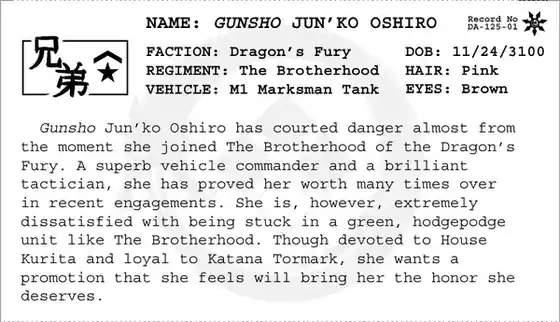 NAME: GUNSHO JUN'KO OSHIRO
Record No
DA-125-01
兄弟
FACTION: Dragon's Fury
DOB: 11/24/3100
REGIMENT: The Brotherhood
HAIR: Pink
VEHICLE: M1 Marksman Tank
EYES: Brown
Gunsho Jun'ko Oshiro has courted danger almost from
the moment she joined The Brotherhood of the Dragon's
Fury. A superb vehicle commander and a brilliant
tactician, she has proved her worth many times over
in recent engagements. She is, however, extremely
dissatisfied with being stuck in a green, hodgepodge
unit like The Brotherhood. Though devoted to House
Kurita and loyal to Katana Tormark, she wants a
promotion that she feels will bring her the honor she
deserves.